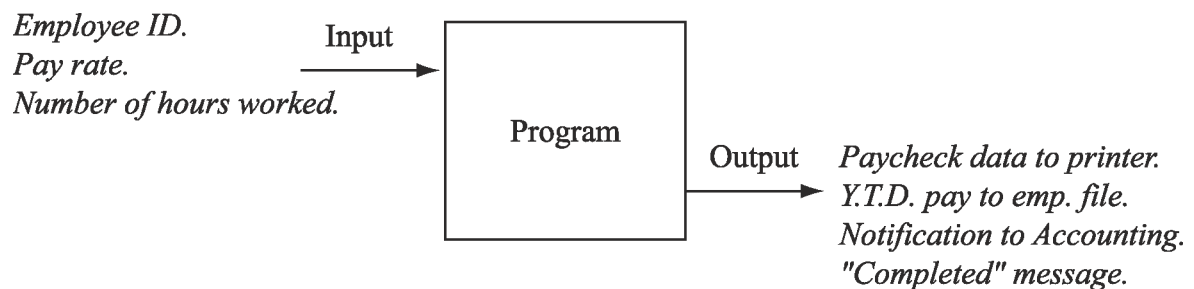 Employee ID.
Pay rate.
Number of hours worked.
Input
Program
Output
Paycheck data to printer.
Y.T.D. pay to emp. file.
Notification to Accounting.
"Completed" message.